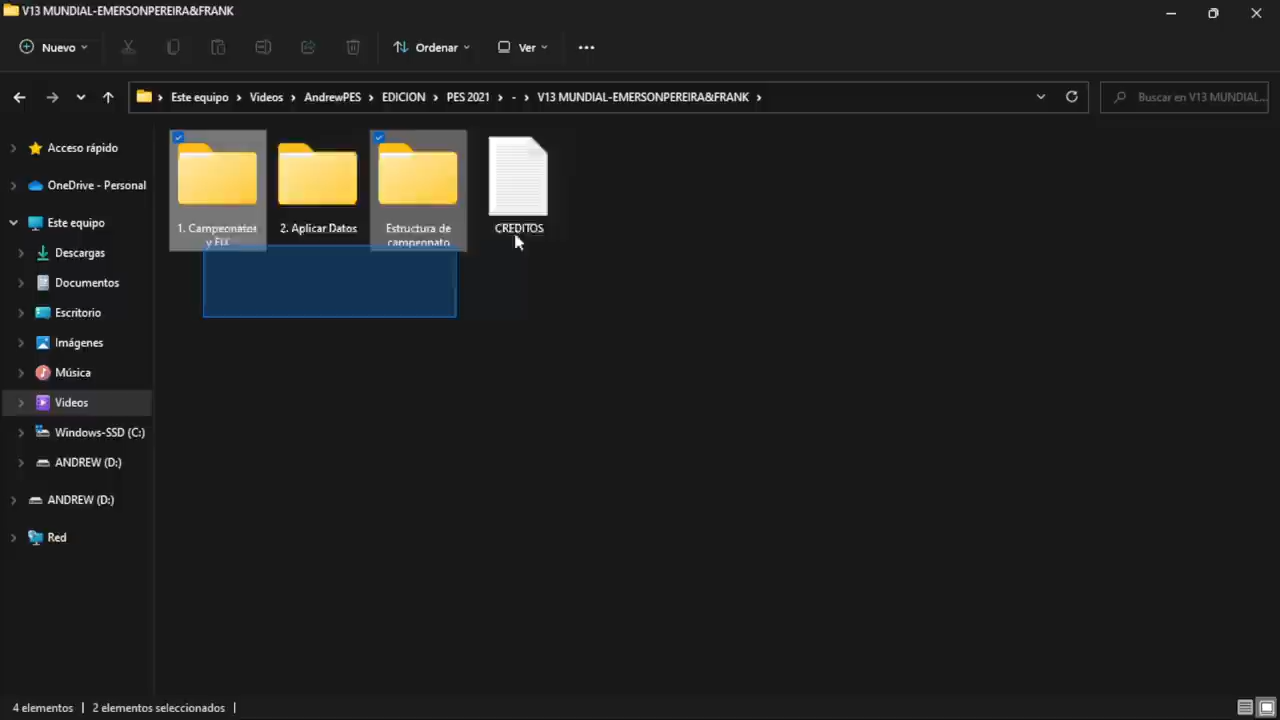 V13 MUNDIAL-EMERSONPEREIRA&FRANK
Nuevo
Ordenar
Ver
Este equipo > Videos > AndrewPES > EDICION > PES 2021 > - > V13 MUNDIAL-EMERSONPEREIRA&FRANK >
Buscar en V13 MUNDIAL...
Acceso rápido
OneDrive - Personal
Este equipo
Descargas
Documentos
Escritorio
Imágenes
Música
Videos
Windows-SSD (C:)
ANDREW (D:)
ANDREW (D:)
Red
1. Campeonatos
y FIX
2. Aplicar Datos
Estructura de
campeonato
CREDITOS
4 elementos
2 elementos seleccionados